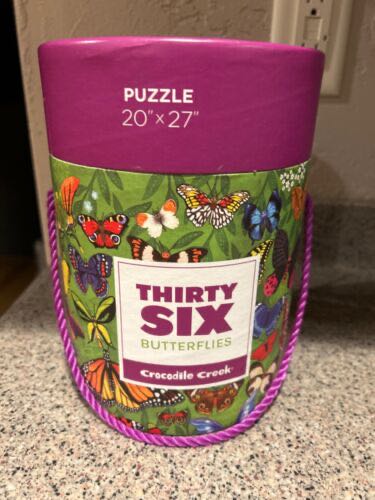 PUZZLE
20" x 27"
THIRTY
SIX
BUTTERFLIES
Crocodile Creek